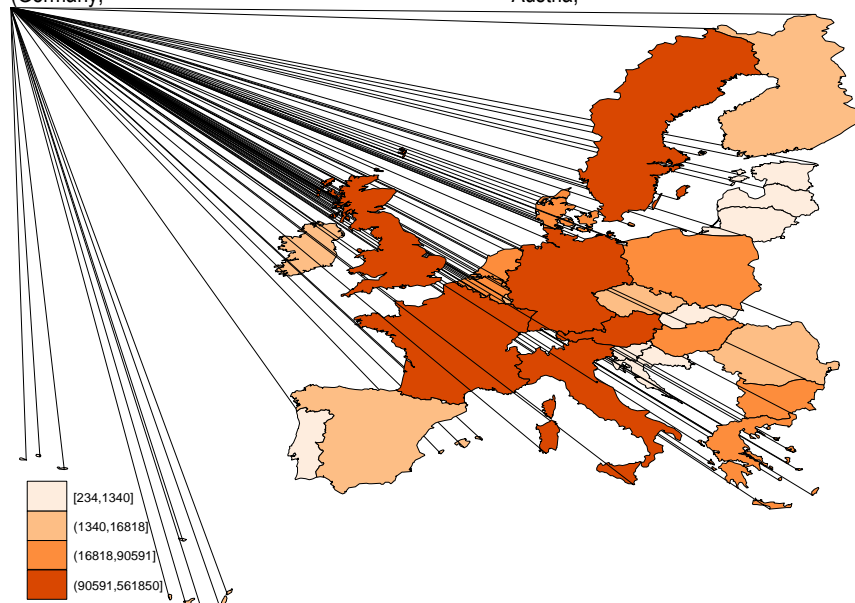 (Germany, Austria,
[234,1340]
(1340,16818]
(16818,90591]
(90591,561850]